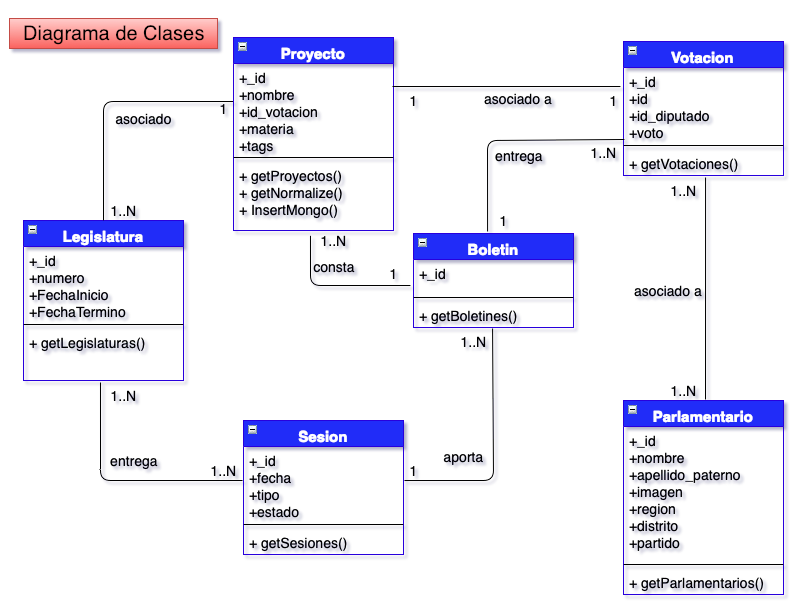 Diagrama de Clases
Proyecto
+_id
+nombre
+id_votacion
+materia
+tags
+ getProyectos()
+ getNormalize()
+ InsertMongo()
Votacion
+_id
+id
+id_diputado
+voto
+ getVotaciones()
1
asociado a
1
1
asociado
1..N
entrega
1..N
1
1..N
consta
1
Legislatura
+_id
+numero
+FechaInicio
+FechaTermino
+ getLegislaturas()
Boletin
+_id
+ getBoletines()
1..N
asociado a
1..N
1..N
entrega
1..N
1..N
aporta
1
Sesion
+_id
+fecha
+tipo
+estado
+ getSesiones()
Parlamentario
+_id
+nombre
+apellido_paterno
+imagen
+region
+distrito
+partido
+ getParlamentarios()